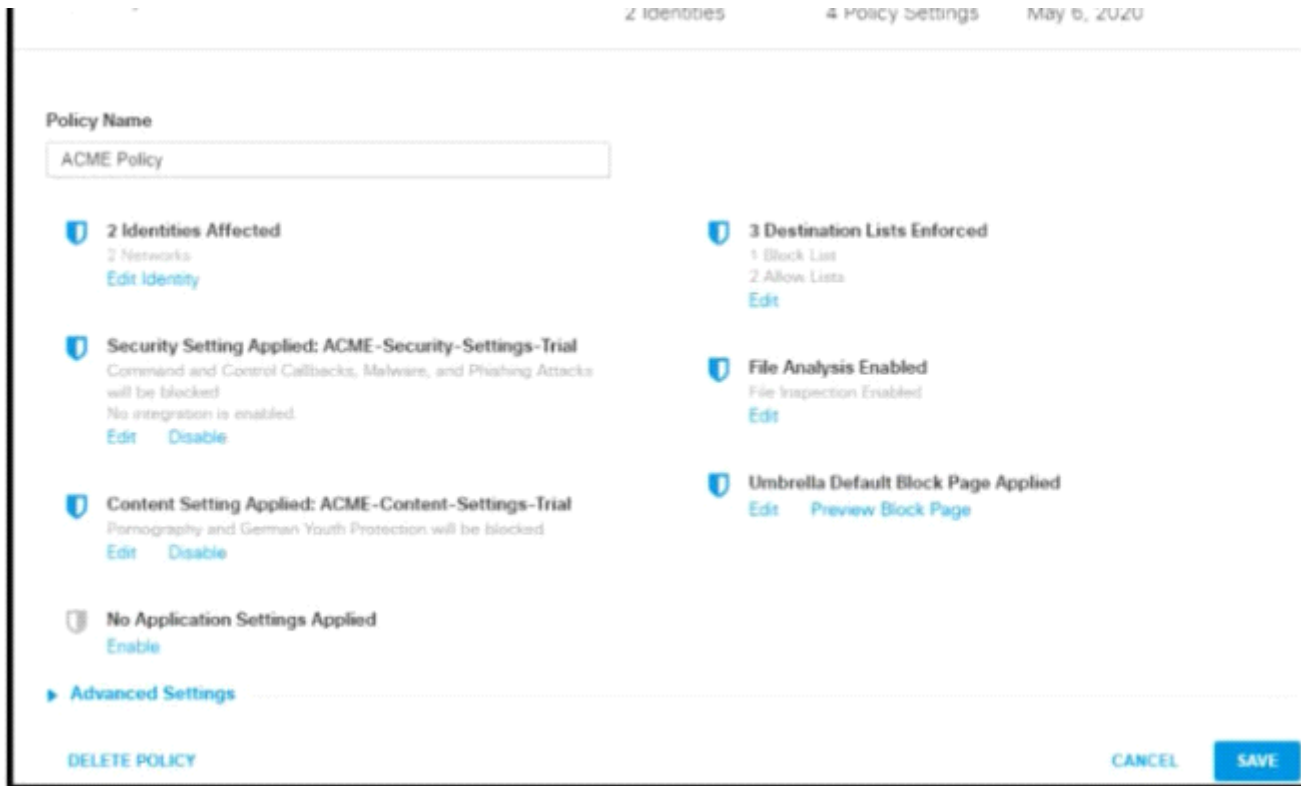 2 Identities 4 Policy Settings May 6, 2020
Policy Name
ACME Policy
2 Identities Affected
2 Networks
Edit Identity
Security Setting Applied: ACME-Security-Settings-Trial
Command and Control Callbacks, Malware, and Phishing Attacks
will be blocked
No integration is enabled.
Edit Disable
Content Setting Applied: ACME-Content-Settings-Trial
Pornography and German Youth Protection will be blocked
Edit Disable
No Application Settings Applied
Enable
3 Destination Lists Enforced
1 Block List
2 Allow Lists
Edit
File Analysis Enabled
File Inspection Enabled
Edit
Umbrella Default Block Page Applied
Edit Preview Block Page
Advanced Settings
DELETE POLICY CANCEL SAVE